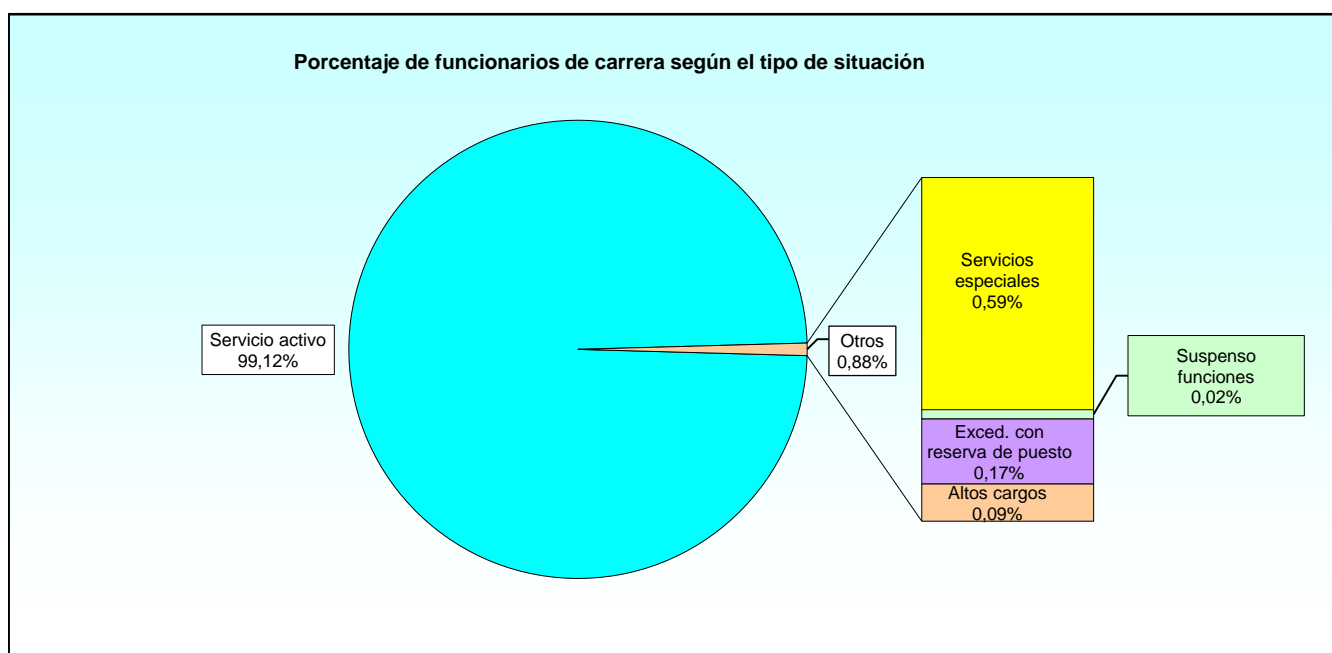 Porcentaje de funcionarios de carrera según el tipo de situación
Servicio activo
99,12%
Otros
0,88%
Servicios
especiales
0,59%
Suspenso
funciones
0,02%
Exced. con
reserva de puesto
0,17%
Altos cargos
0,09%